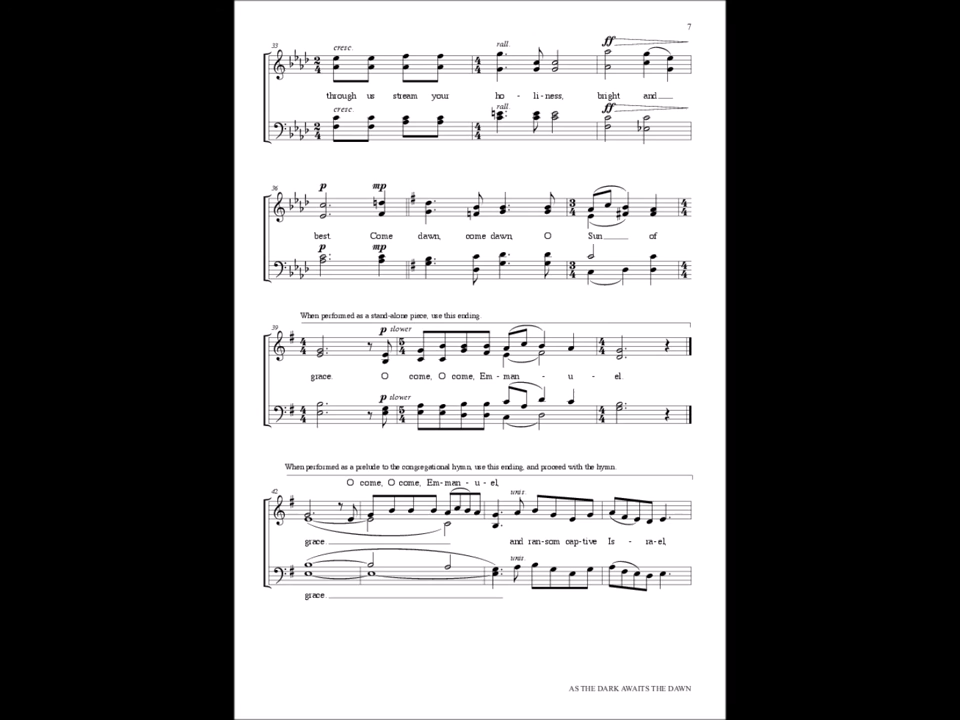 7
33 cresc. rall. ff
through us stream your ho - li - ness, bright and
cresc. rall. ff
36 p mp
best. Come dawn, come dawn, O Sun of
p mp
When performed as a stand-alone piece, use this ending.
39 p slower
grace. O come, O come, Em - man - u - el.
p slower
When performed as a prelude to the congregational hymn, use this ending, and proceed with the hymn.
O come, O come, Em - man - u - el,
42 unis.
grace and ran-som cap-tive Is - ra-el,
unis.
grace
AS THE DARK AWAITS THE DAWN